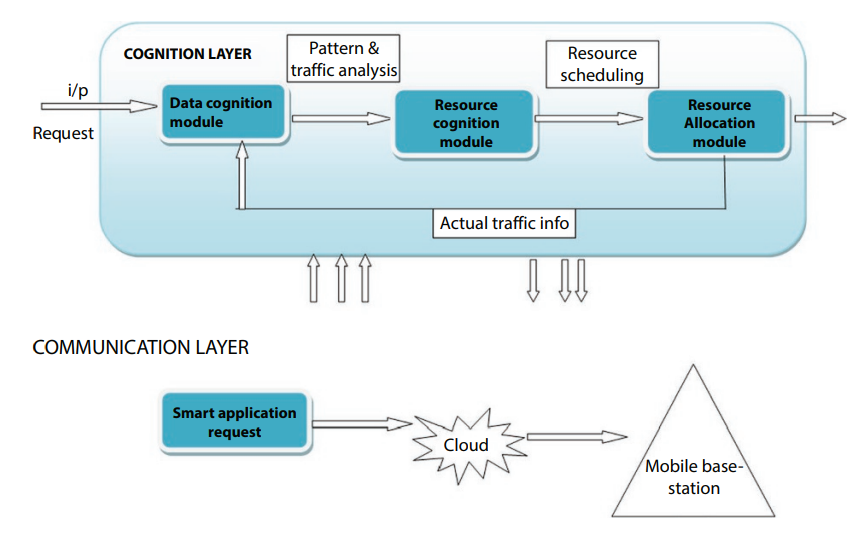 COGNITION LAYER
Pattern &
traffic analysis
Resource
scheduling
i/p
Request
Data cognition
module
Resource
cognition
module
Resource
Allocation
module
Actual traffic info
COMMUNICATION LAYER
Smart application
request
Cloud
Mobile base-
station